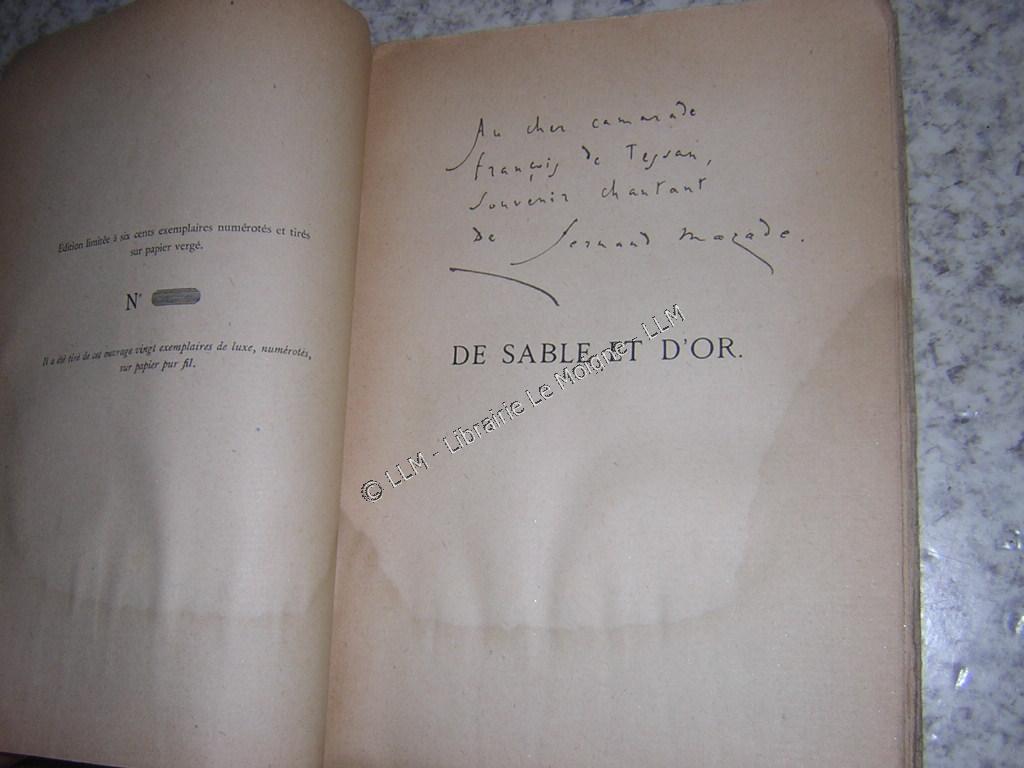 Edition limitée à six cents exemplaires numérotés et tirés
sur papier vergé.
N°
Il a été tiré de cet ouvrage vingt exemplaires de luxe, numérotés,
sur papier pur fil.
Au cher camarade
François de Tessan,
Souvenir chantant
De Fernand Mazade.
DE SABLE ET D'OR.
© LLM - Librairie Le Moigne - LLM